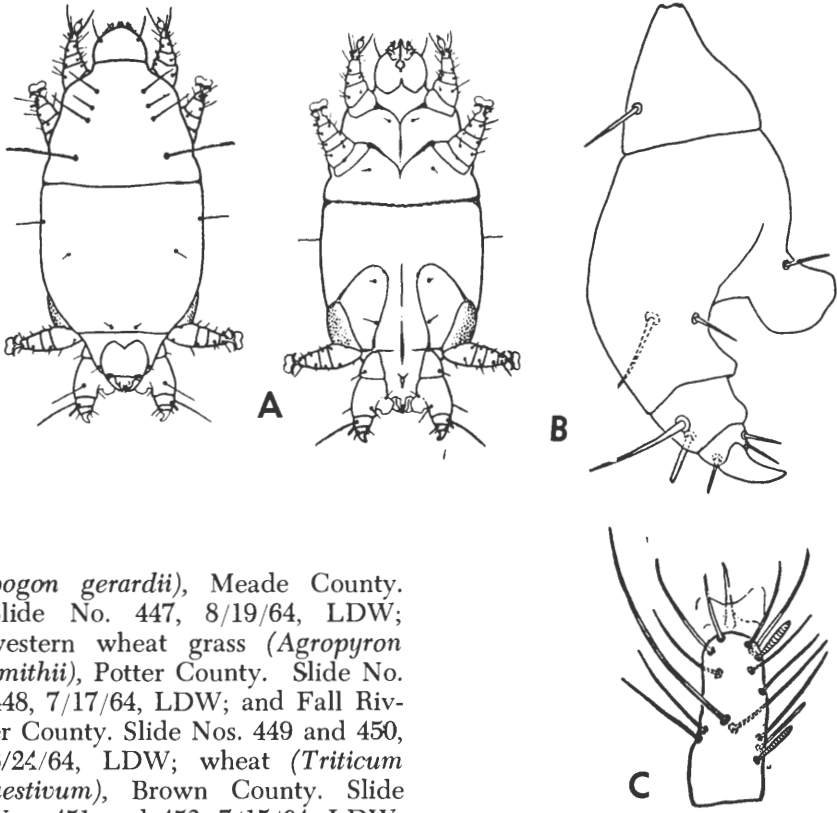 A
B
C
pogon gerardii), Meade County.
Slide No. 447, 8/19/64, LDW;
western wheat grass (Agropyron
smithii), Potter County. Slide No.
448, 7/17/64, LDW; and Fall Riv-
er County. Slide Nos. 449 and 450,
/24/64, LDW; wheat (Triticum
aestivum), Brown County. Slide